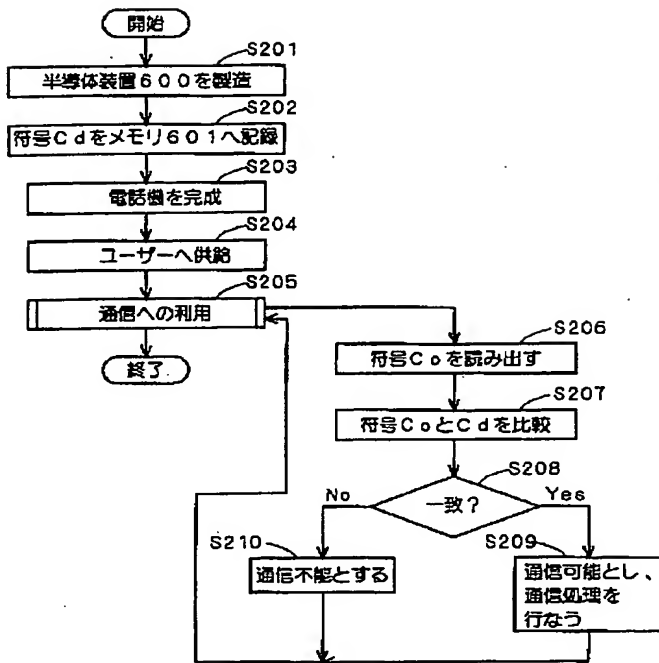 開始
S201
半導体装置600を製造
S202
符号Cdをメモリ601へ記録
S203
電話機を完成
S204
ユーザーへ供給
S205
通信への利用
終了
S206
符号Coを読み出す
S207
符号CoとCdを比較
S208
一致?
No
Yes
S210
通信不能とする
S209
通信可能とし、
通信処理を
行なう